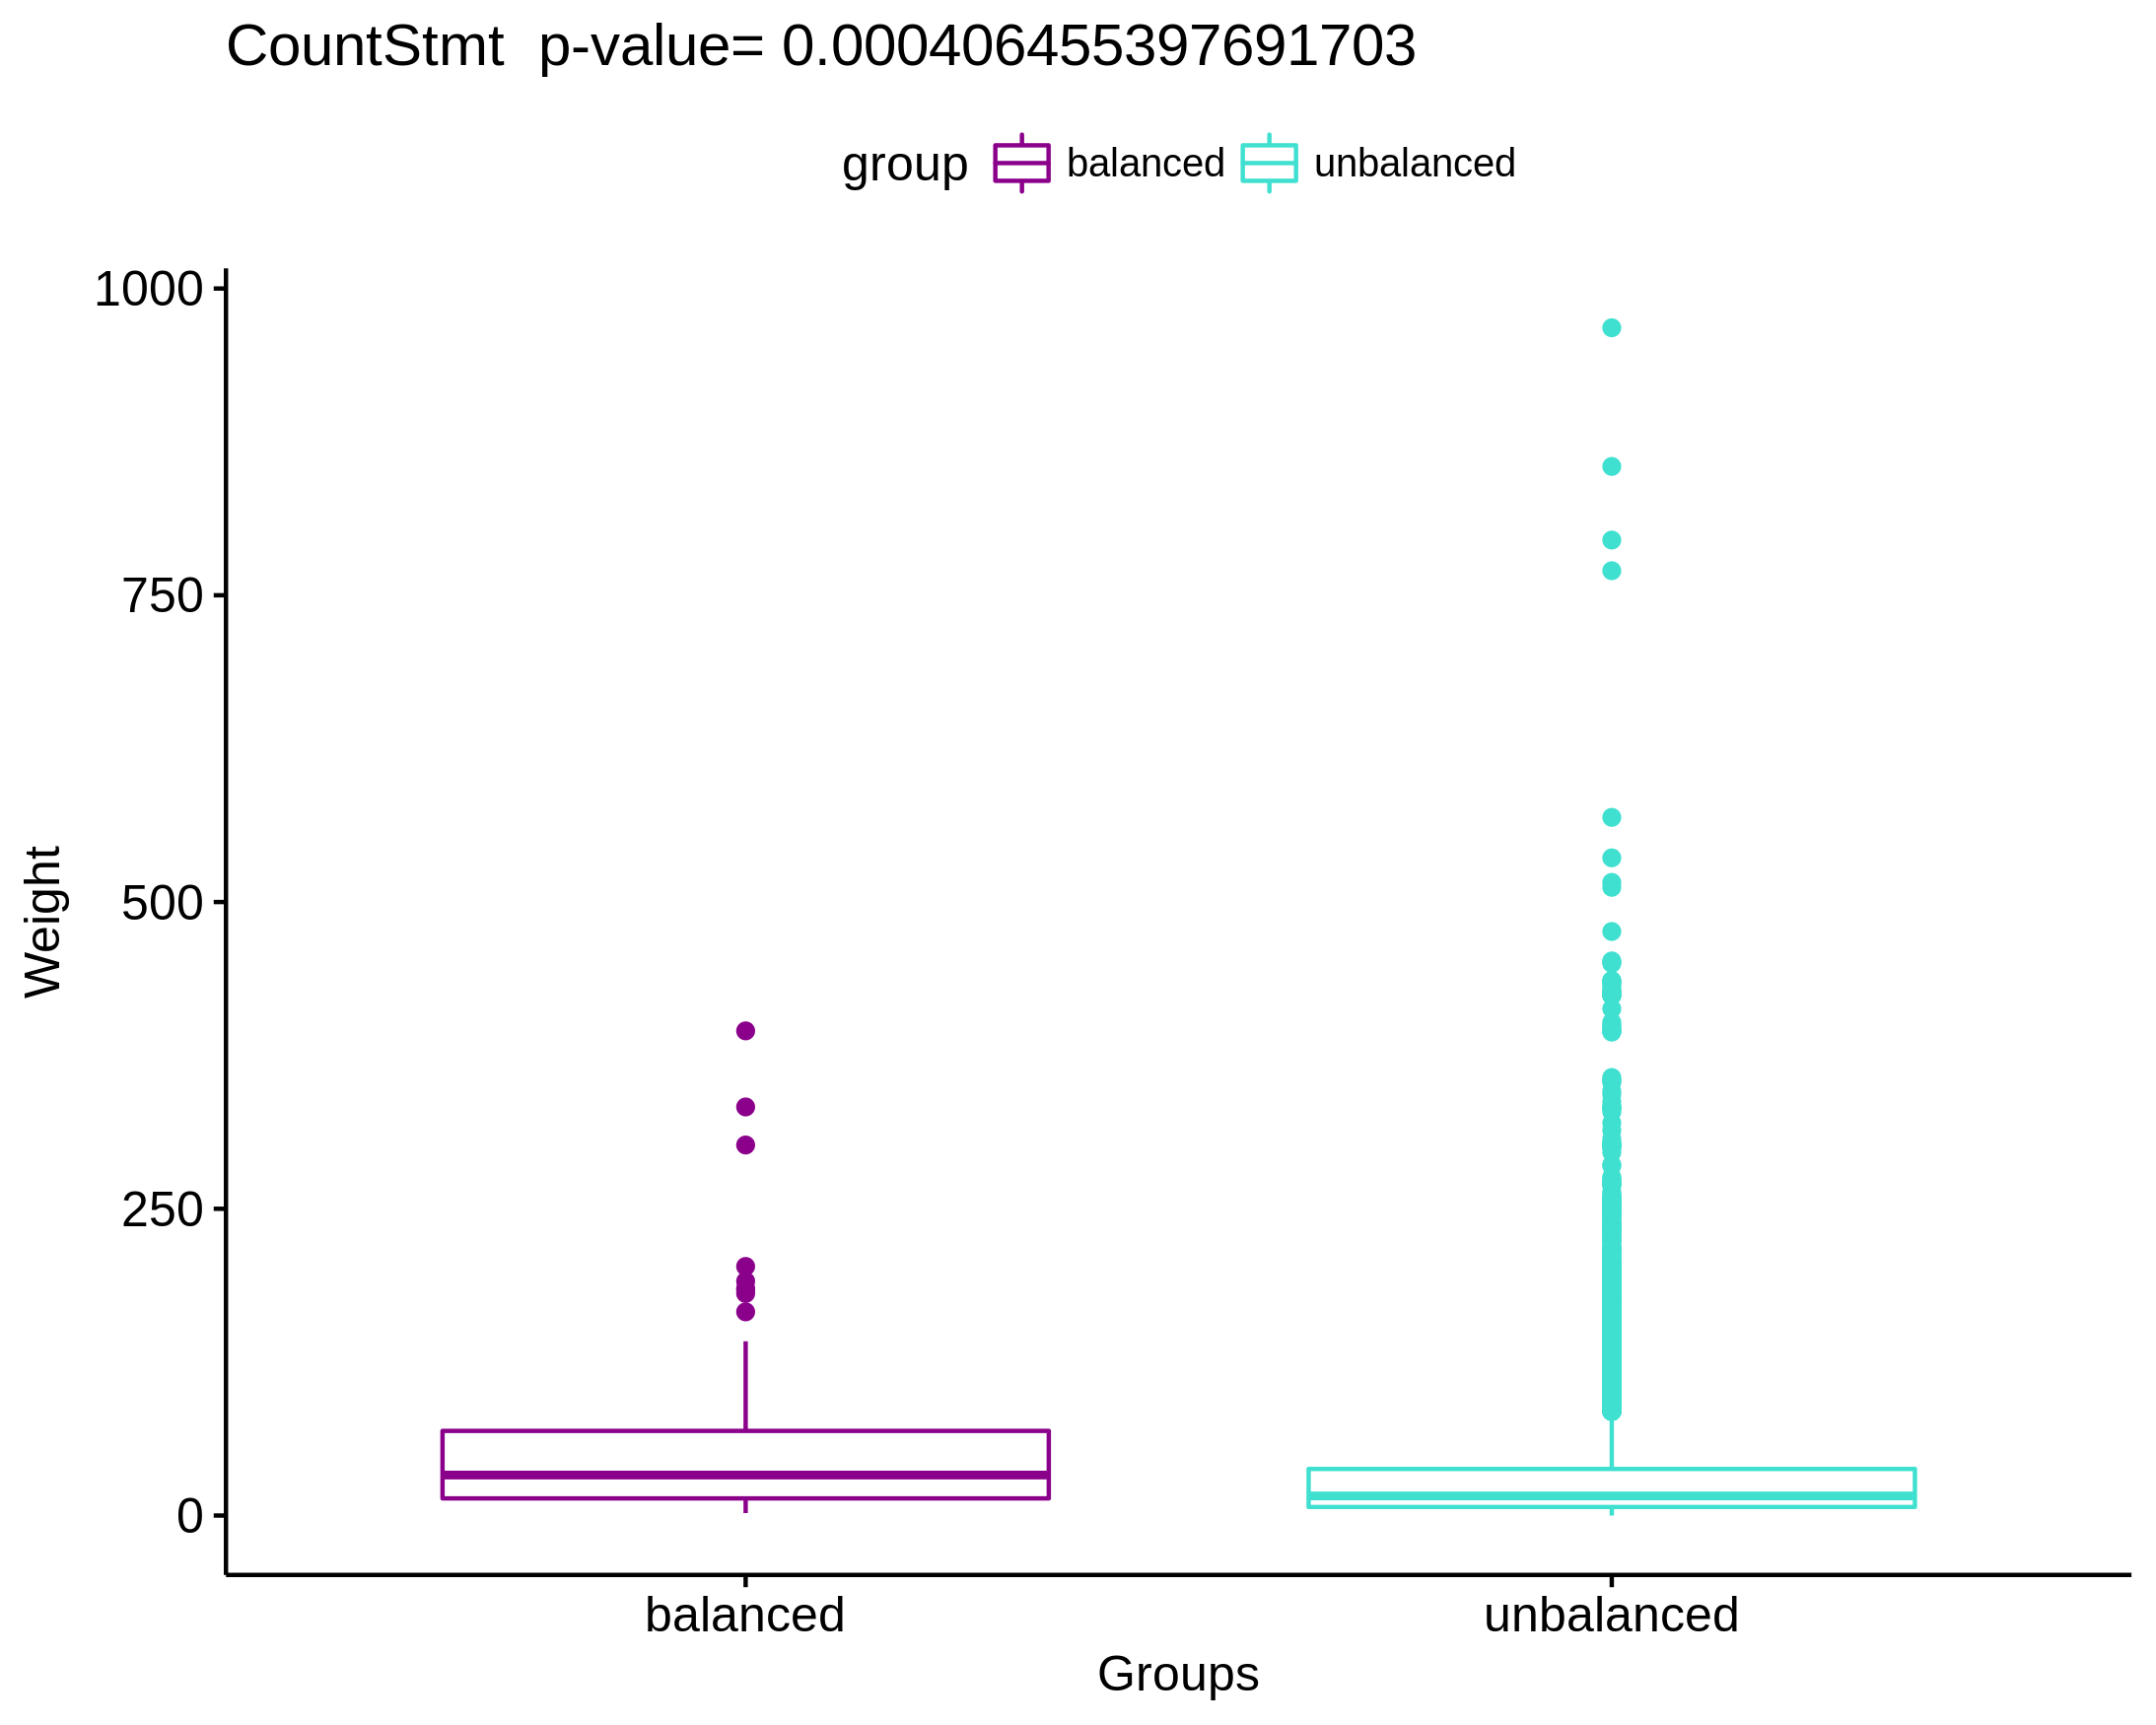 CountStmt  p-value= 0.000406455397691703
group balanced unbalanced
1000
750
500
250
0
Weight
balanced unbalanced
Groups